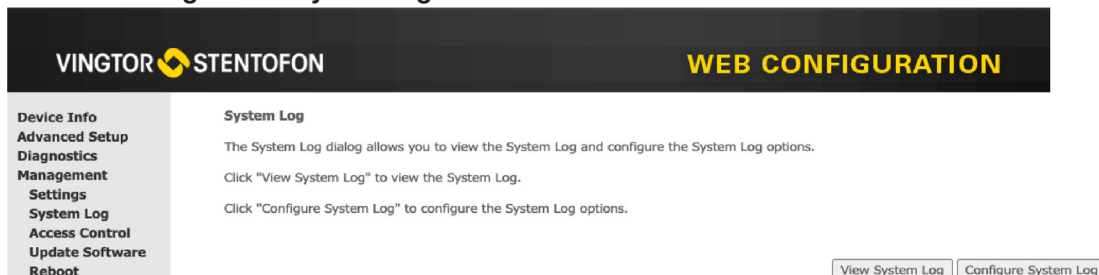 VINGTOR STENTOFON
WEB CONFIGURATION
Device Info
Advanced Setup
Diagnostics
Management
Settings
System Log
Access Control
Update Software
Reboot
System Log
The System Log dialog allows you to view the System Log and configure the System Log options.
Click "View System Log" to view the System Log.
Click "Configure System Log" to configure the System Log options.
View System Log
Configure System Log